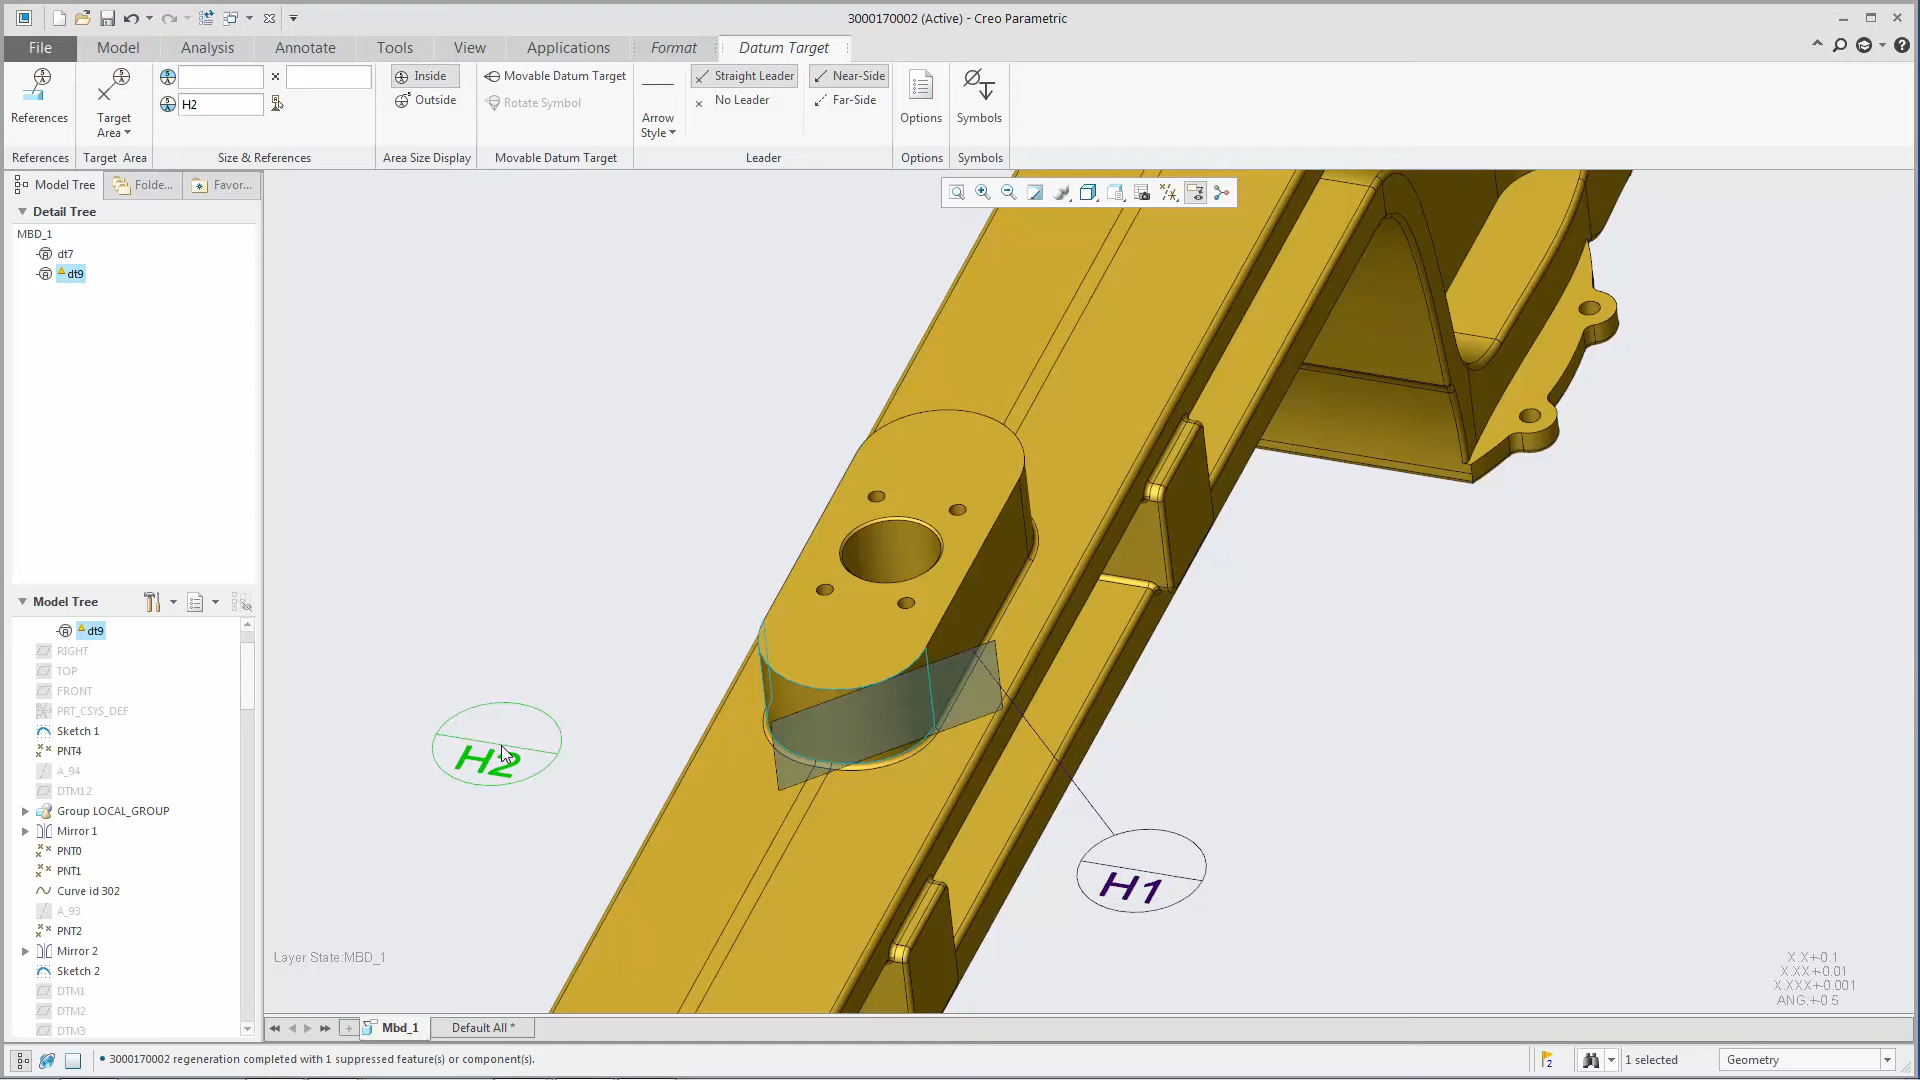 3000170002 (Active) - Creo Parametric
File Model Analysis Annotate Tools View Applications Format Datum Target
References
Target Area
H2
Inside
Outside
Movable Datum Target
Rotate Symbol
Arrow Style
Straight Leader
No Leader
Near-Side
Far-Side
Options
Symbols
References Target Area Size & References Area Size Display Movable Datum Target Leader Options Symbols
Model Tree Folde... Favor...
Detail Tree
MBD_1
dt7
dt9
Model Tree
dt9
RIGHT
TOP
FRONT
PRT_CSYS_DEF
Sketch 1
PNT4
A_94
DTM12
Group LOCAL_GROUP
Mirror 1
PNT0
PNT1
Curve id 302
A_93
PNT2
Mirror 2
Sketch 2
DTM1
DTM2
DTM3
H2
H1
Layer State:MBD_1
X.X+-0.1
X.XX+-0.01
X.XXX+-0.001
ANG.+-0.5
Mbd_1 Default All *
• 3000170002 regeneration completed with 1 suppressed feature(s) or component(s).
2
1 selected
Geometry